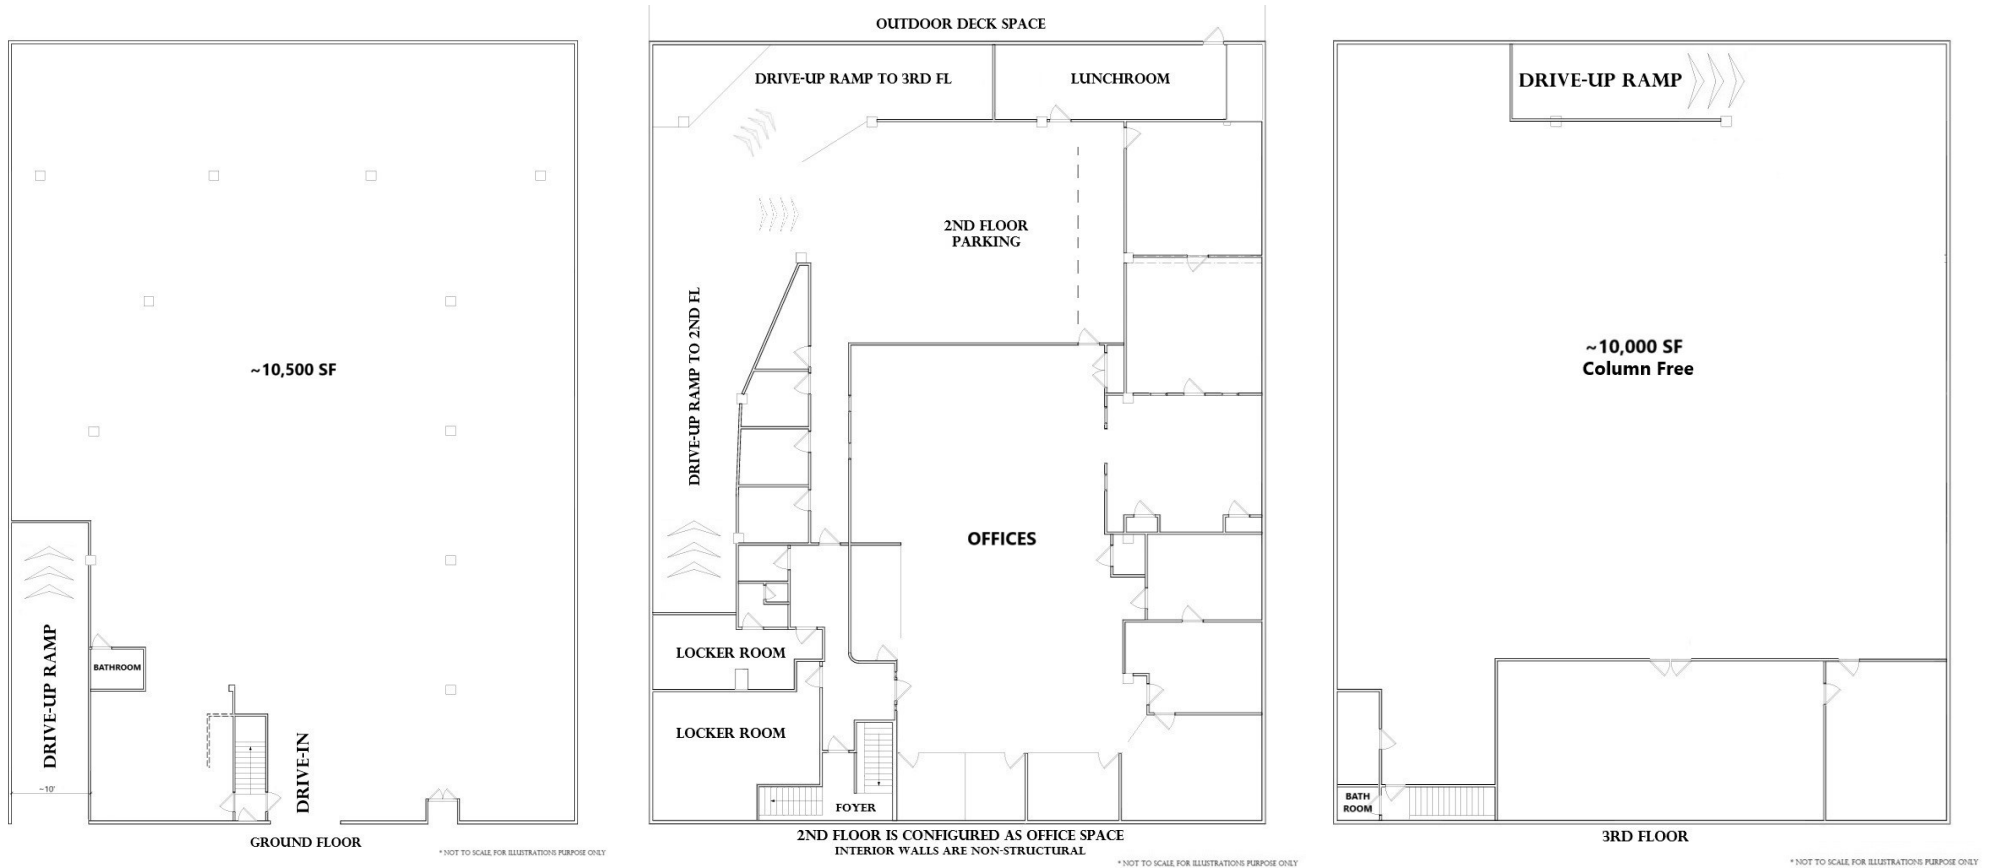 ~10,500 SF
DRIVE-UP RAMP
BATHROOM
~10'
DRIVE-IN
GROUND FLOOR
* NOT TO SCALE, FOR ILLUSTRATIONS PURPOSE ONLY
OUTDOOR DECK SPACE
DRIVE-UP RAMP TO 3RD FL
LUNCHROOM
2ND FLOOR
PARKING
DRIVE-UP RAMP TO 2ND FL
OFFICES
LOCKER ROOM
LOCKER ROOM
FOYER
2ND FLOOR IS CONFIGURED AS OFFICE SPACE
INTERIOR WALLS ARE NON-STRUCTURAL
* NOT TO SCALE, FOR ILLUSTRATIONS PURPOSE ONLY
DRIVE-UP RAMP
~10,000 SF
Column Free
BATH
ROOM
3RD FLOOR
* NOT TO SCALE, FOR ILLUSTRATIONS PURPOSE ONLY